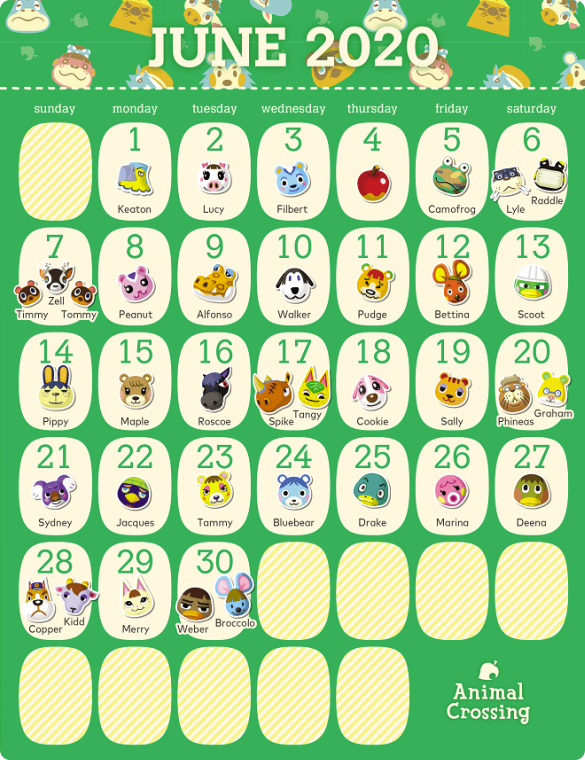 JUNE 2020
sunday monday tuesday wednesday thursday friday saturday
1 2 3 4 5 6
Keaton Lucy Filbert Camofrog Lyle Raddle
7 8 9 10 11 12 13
Timmy Zell Tommy Peanut Alfonso Walker Pudge Bettina Scoot
14 15 16 17 18 19 20
Pippy Maple Roscoe Spike Tangy Cookie Sally Phineas Graham
21 22 23 24 25 26 27
Sydney Jacques Tammy Bluebear Drake Marina Deena
28 29 30
Copper Kidd Merry Weber Broccolo
Animal
Crossing